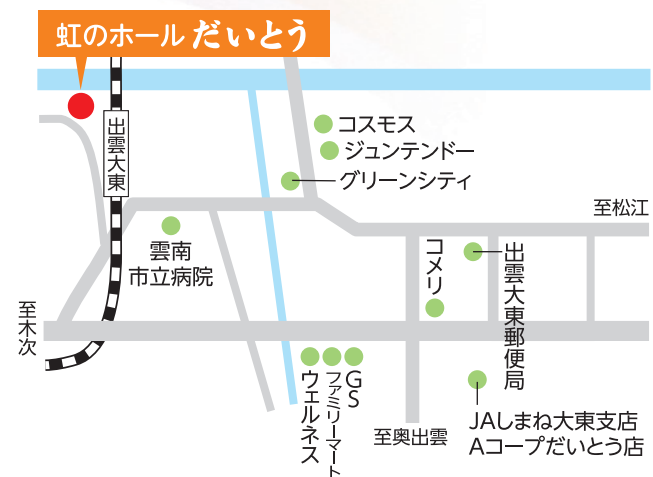 虹のホール だいとう
出雲大東
コスモス
ジュンテンドー
グリーンシティ
至松江
雲南
市立病院
コメリ
出雲大東郵便局
至木次
GS
ファミリーマート
ウェルネス
至奥出雲
JAしまね大東支店
Aコープだいとう店